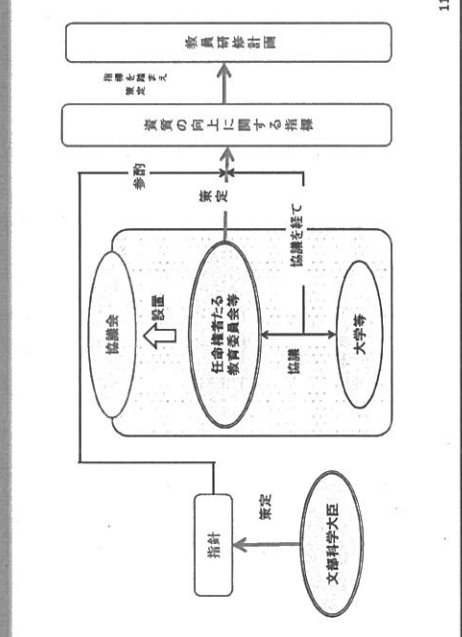 文部科学大臣
策定
指針
協議会
設置
任命権者たる
教育委員会等
協議
大学等
協議を経て
参酌
策定
資質の向上に関する指標
指標を踏まえ
策定
教員研修計画
11